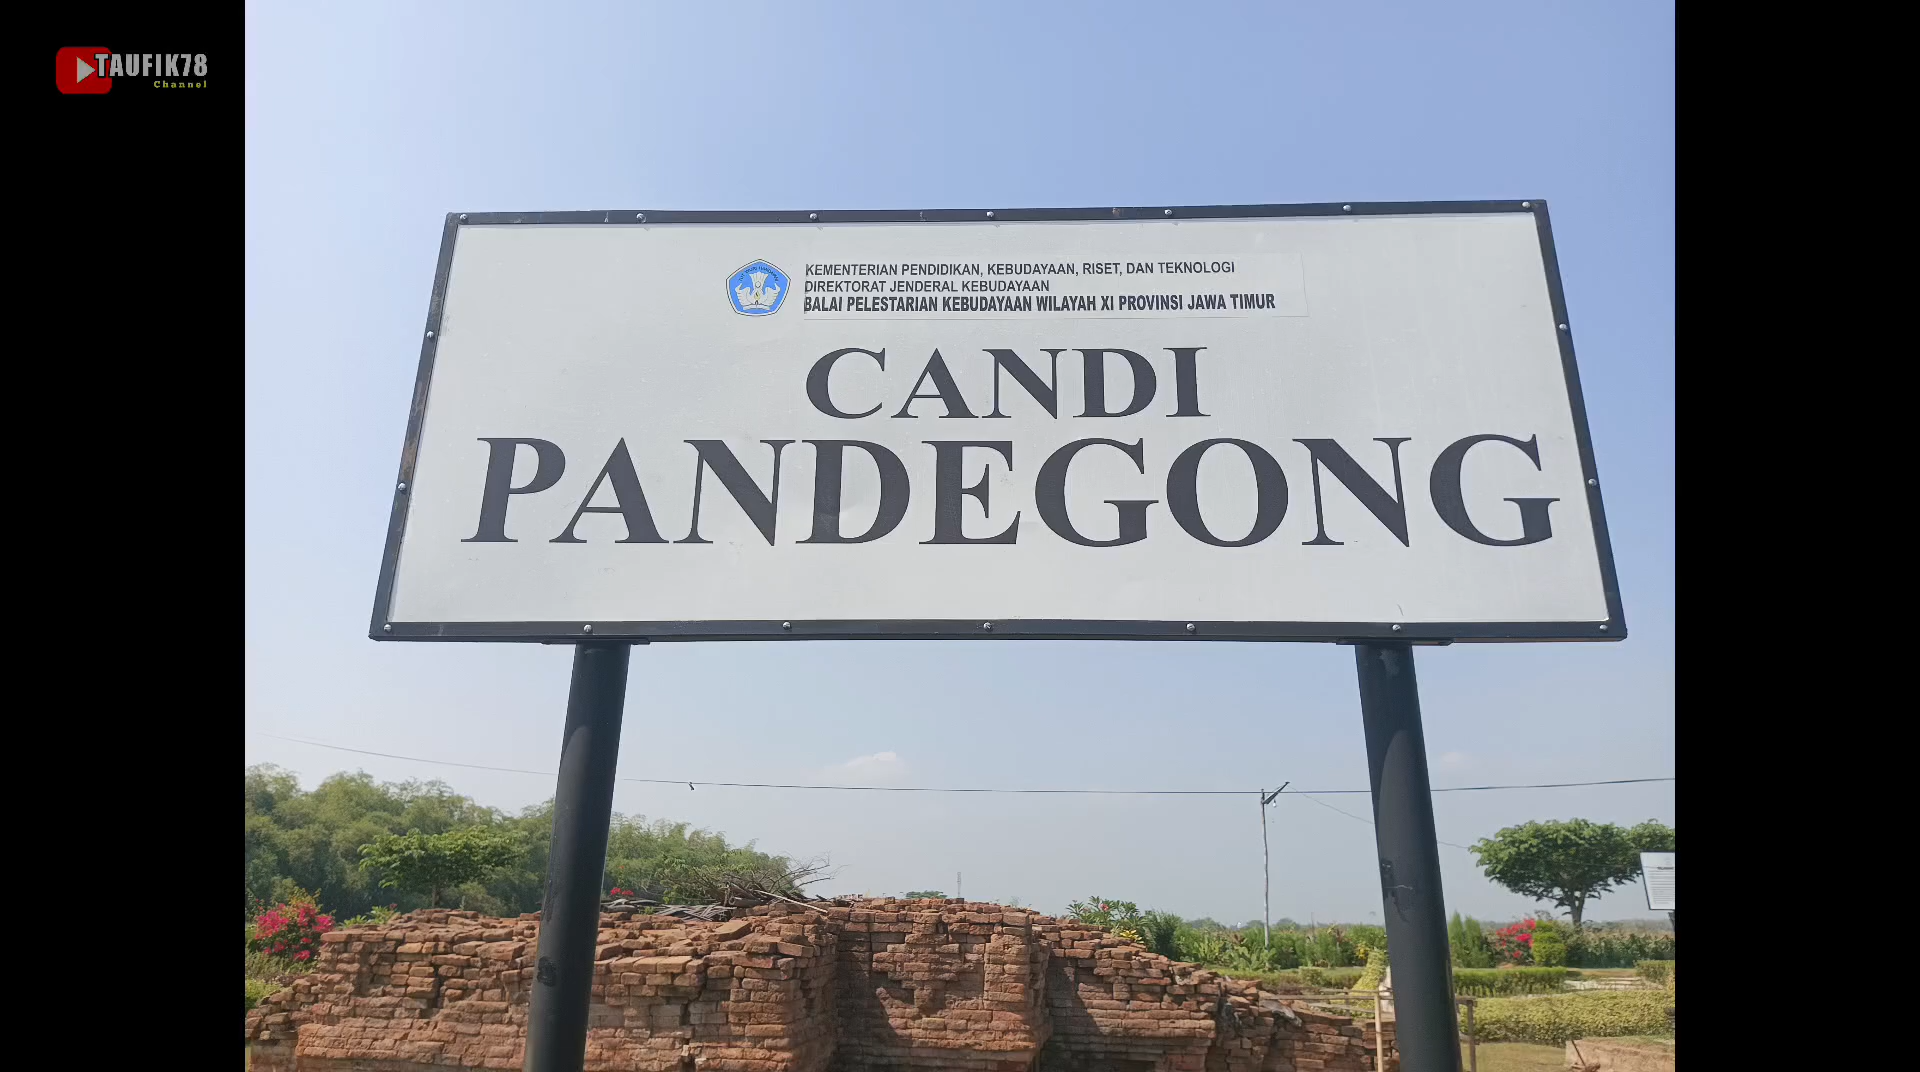 TAUFIK78
Channel
KEMENTERIAN PENDIDIKAN, KEBUDAYAAN, RISET, DAN TEKNOLOGI
DIREKTORAT JENDERAL KEBUDAYAAN
BALAI PELESTARIAN KEBUDAYAAN WILAYAH XI PROVINSI JAWA TIMUR
CANDI
PANDEGONG